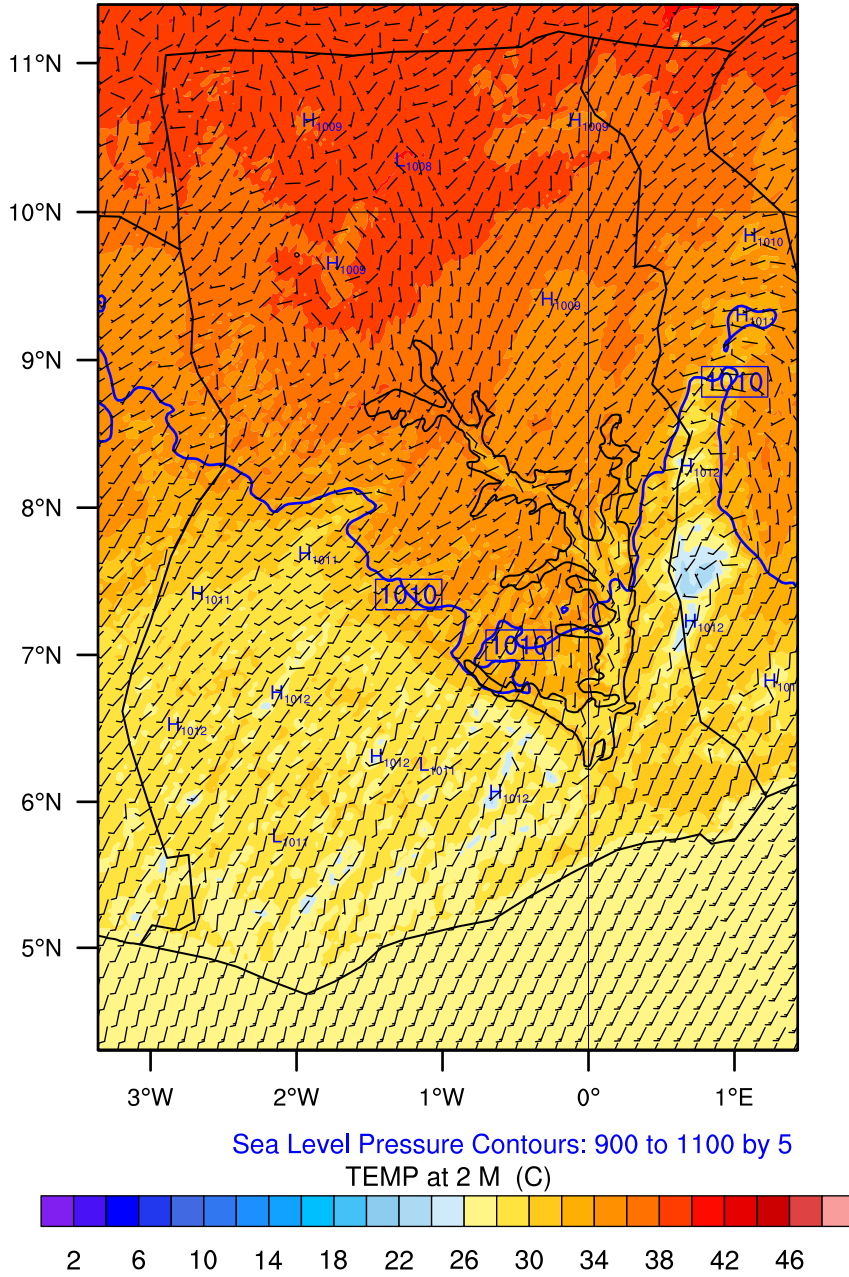 11°N
10°N
9°N
8°N
7°N
6°N
5°N
H1009
H1009
L1008
H1010
H1009
H1009
H1011
1010
H1012
H1011
H1011
1010
H1012
1010
H1012
H101
H1012
H1012
L1011
H1012
L1011
3°W
2°W
1°W
0°
1°E
Sea Level Pressure Contours: 900 to 1100 by 5
TEMP at 2 M (C)
2 6 10 14 18 22 26 30 34 38 42 46